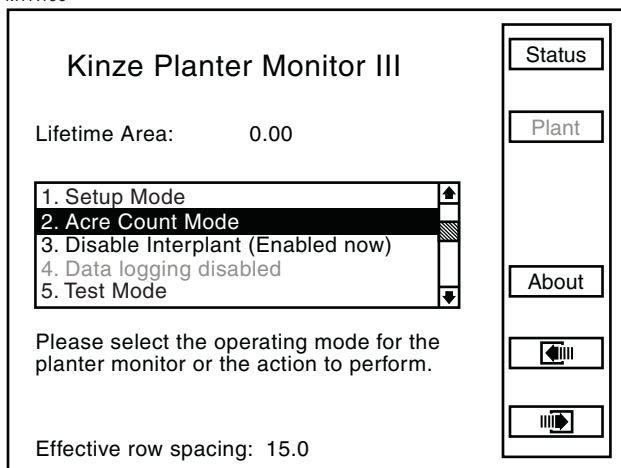 Kinze Planter Monitor III
Lifetime Area: 0.00
1. Setup Mode
2. Acre Count Mode
3. Disable Interplant (Enabled now)
4. Data logging disabled
5. Test Mode
Please select the operating mode for the
planter monitor or the action to perform.
Effective row spacing: 15.0
Status
Plant
About